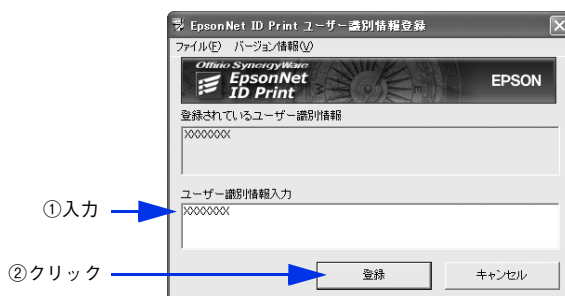 EpsonNet ID Print ユーザー識別情報登録
ファイル(F) バージョン情報(V)
Offirio SynergyWare
EpsonNet
ID Print
EPSON
登録されているユーザー識別情報
XXXXXXX
ユーザー識別情報入力
①入力
XXXXXXX
②クリック
登録 キャンセル